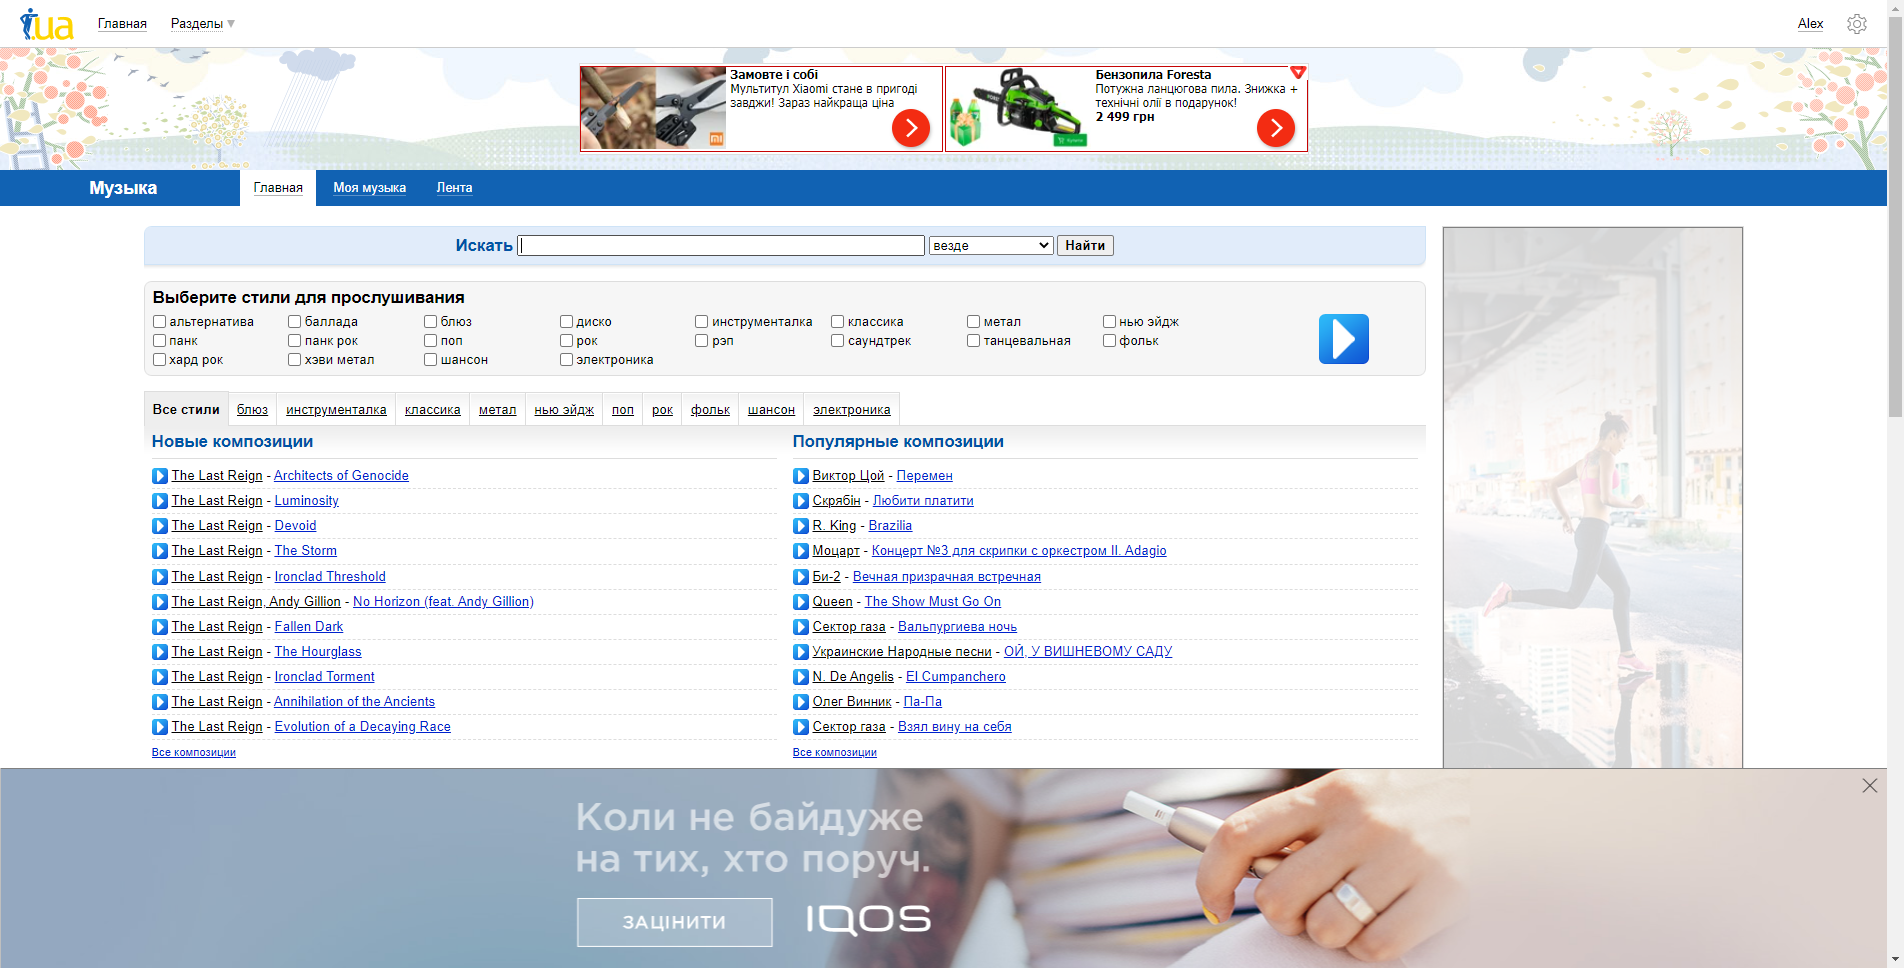 .ua
Главная
Разделы
Alex
Замовте і собі
Мультитул Xiaomi стане в пригоді
завжди! Зараз найкраща ціна
Бензопила Foresta
Потужна ланцюгова пила. Знижка +
технічні олії в подарунок!
2 499 грн
Музыка
Главная
Моя музыка
Лента
Искать
везде
Найти
Выберите стили для прослушивания
альтернатива
баллада
блюз
диско
инструменталка
классика
метал
нью эйдж
панк
панк рок
поп
рок
рэп
саундтрек
танцевальная
фольк
хард рок
хэви метал
шансон
электроника
Все стили
блюз
инструменталка
классика
метал
нью эйдж
поп
рок
фольк
шансон
электроника
Новые композиции
The Last Reign - Architects of Genocide
The Last Reign - Luminosity
The Last Reign - Devoid
The Last Reign - The Storm
The Last Reign - Ironclad Threshold
The Last Reign, Andy Gillion - No Horizon (feat. Andy Gillion)
The Last Reign - Fallen Dark
The Last Reign - The Hourglass
The Last Reign - Ironclad Torment
The Last Reign - Annihilation of the Ancients
The Last Reign - Evolution of a Decaying Race
Все композиции
Популярные композиции
Виктор Цой - Перемен
Скрябін - Любити платити
R. King - Brazilia
Моцарт - Концерт №3 для скрипки с оркестром II. Adagio
Би-2 - Вечная призрачная встречная
Queen - The Show Must Go On
Сектор газа - Вальпургиева ночь
Украинские Народные песни - ОЙ, У ВИШНЕВОМУ САДУ
N. De Angelis - El Cumpanchero
Олег Винник - Па-Па
Сектор газа - Взял вину на себя
Все композиции
Коли не байдуже
на тих, хто поруч.
ЗАЦІНИТИ
IQOS